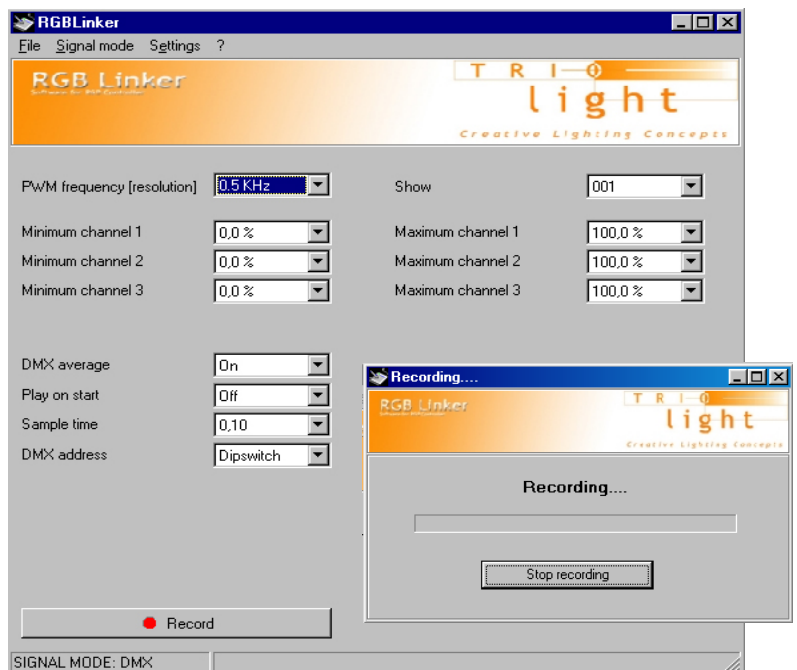 RGBLinker
File Signal mode Settings ?
RGB Linker
TRIO
light
Creative Lighting Concepts
PWM frequency [resolution] 0.5 KHz Show 001
Minimum channel 1 0,0 % Maximum channel 1 100,0 %
Minimum channel 2 0,0 % Maximum channel 2 100,0 %
Minimum channel 3 0,0 % Maximum channel 3 100,0 %
DMX average On
Play on start Off
Sample time 0,10
DMX address Dipswitch
Record
SIGNAL MODE: DMX
Recording....
RGB Linker
TRIO
light
Creative Lighting Concepts
Recording....
Stop recording